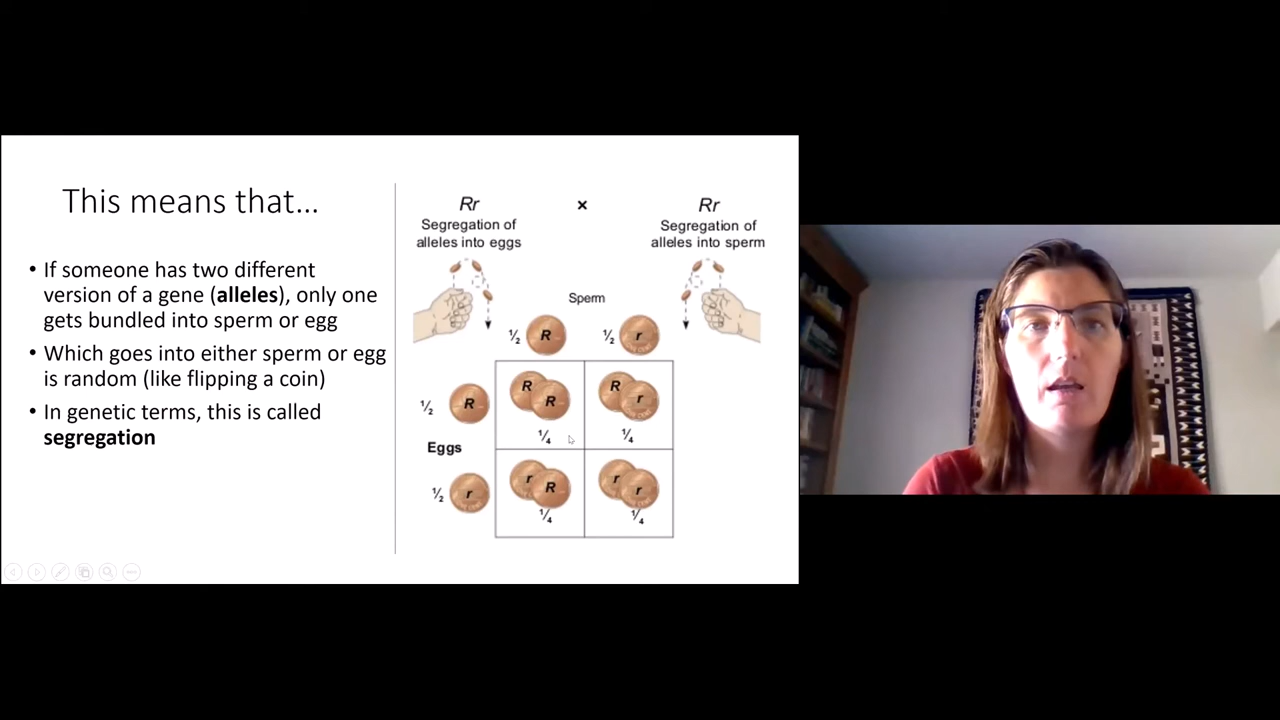 This means that...
• If someone has two different
version of a gene (alleles), only one
gets bundled into sperm or egg
• Which goes into either sperm or egg
is random (like flipping a coin)
• In genetic terms, this is called
segregation
Rr × Rr
Segregation of
alleles into eggs
Segregation of
alleles into sperm
Sperm
½ R ½ r
½ R
R R
¼
R r
¼
Eggs
½ r
r R
¼
r r
¼